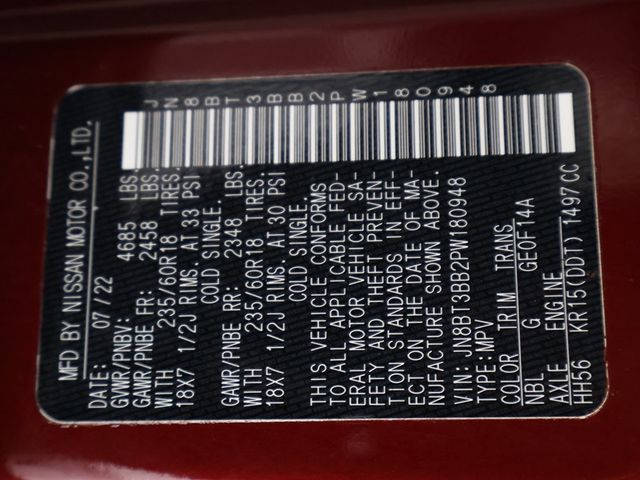 MFD BY NISSAN MOTOR CO.,LTD.
DATE: 07/22
GVWR/PNBV: 4685 LBS.
GAWR/PNBE FR: 2458 LBS.
WITH 235/60R18 TIRES.
18X7 1/2J RIMS AT 33 PSI
COLD SINGLE.
GAWR/PNBE RR: 2348 LBS.
WITH 235/60R18 TIRES.
18X7 1/2J RIMS AT 30 PSI
COLD SINGLE.
THIS VEHICLE CONFORMS
TO ALL APPLICABLE FED-
ERAL MOTOR VEHICLE SA-
FETY AND THEFT PREVEN-
TION STANDARDS IN EFF-
ECT ON THE DATE OF MA-
NUFACTURE SHOWN ABOVE.
VIN: JN8BT3BB2PW180948
TYPE: MPV
COLOR TRIM TRANS
NBL G GE0F14A
AXLE ENGINE
HH56 KR15(DDT) 1497CC
JN8BT3BB2PW180948